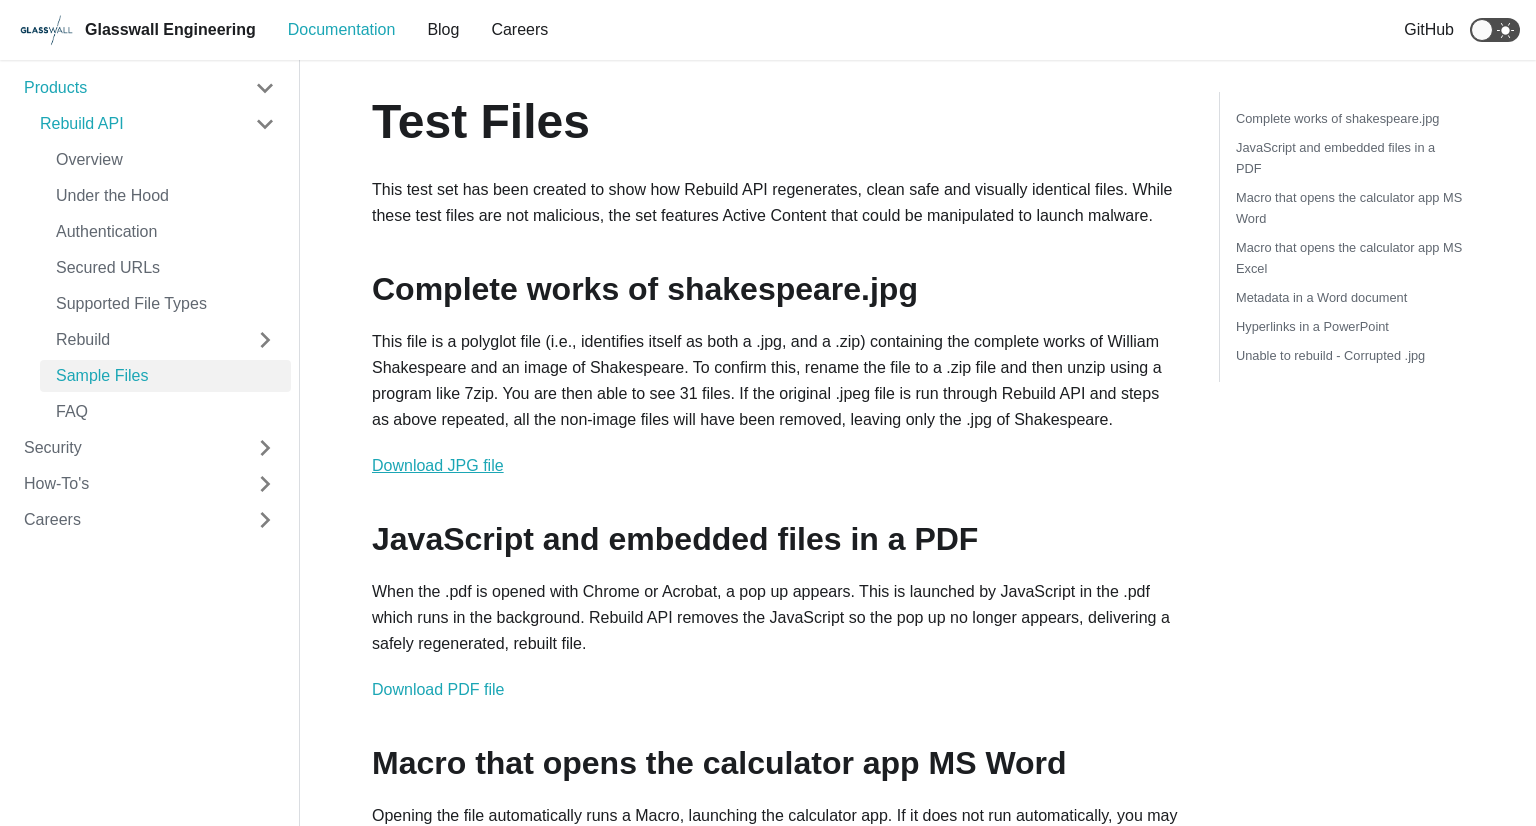 GLASSWALL Glasswall Engineering Documentation Blog Careers GitHub
Products
Rebuild API
Overview
Under the Hood
Authentication
Secured URLs
Supported File Types
Rebuild
Sample Files
FAQ
Security
How-To's
Careers
Test Files
This test set has been created to show how Rebuild API regenerates, clean safe and visually identical files. While
these test files are not malicious, the set features Active Content that could be manipulated to launch malware.
Complete works of shakespeare.jpg
This file is a polyglot file (i.e., identifies itself as both a .jpg, and a .zip) containing the complete works of William
Shakespeare and an image of Shakespeare. To confirm this, rename the file to a .zip file and then unzip using a
program like 7zip. You are then able to see 31 files. If the original .jpeg file is run through Rebuild API and steps
as above repeated, all the non-image files will have been removed, leaving only the .jpg of Shakespeare.
Download JPG file
JavaScript and embedded files in a PDF
When the .pdf is opened with Chrome or Acrobat, a pop up appears. This is launched by JavaScript in the .pdf
which runs in the background. Rebuild API removes the JavaScript so the pop up no longer appears, delivering a
safely regenerated, rebuilt file.
Download PDF file
Macro that opens the calculator app MS Word
Opening the file automatically runs a Macro, launching the calculator app. If it does not run automatically, you may
Complete works of shakespeare.jpg
JavaScript and embedded files in a
PDF
Macro that opens the calculator app MS
Word
Macro that opens the calculator app MS
Excel
Metadata in a Word document
Hyperlinks in a PowerPoint
Unable to rebuild - Corrupted .jpg